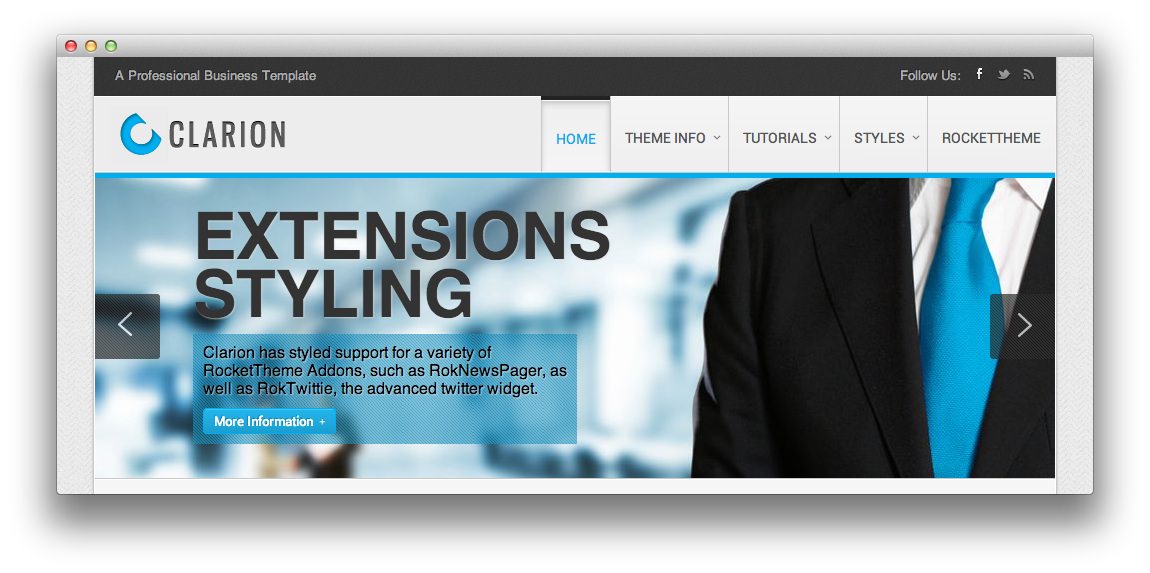 A Professional Business Template
Follow Us:
CLARION
HOME
THEME INFO
TUTORIALS
STYLES
ROCKETTHEME
EXTENSIONS
STYLING
Clarion has styled support for a variety of
RocketTheme Addons, such as RokNewsPager, as
well as RokTwittie, the advanced twitter widget.
More Information +